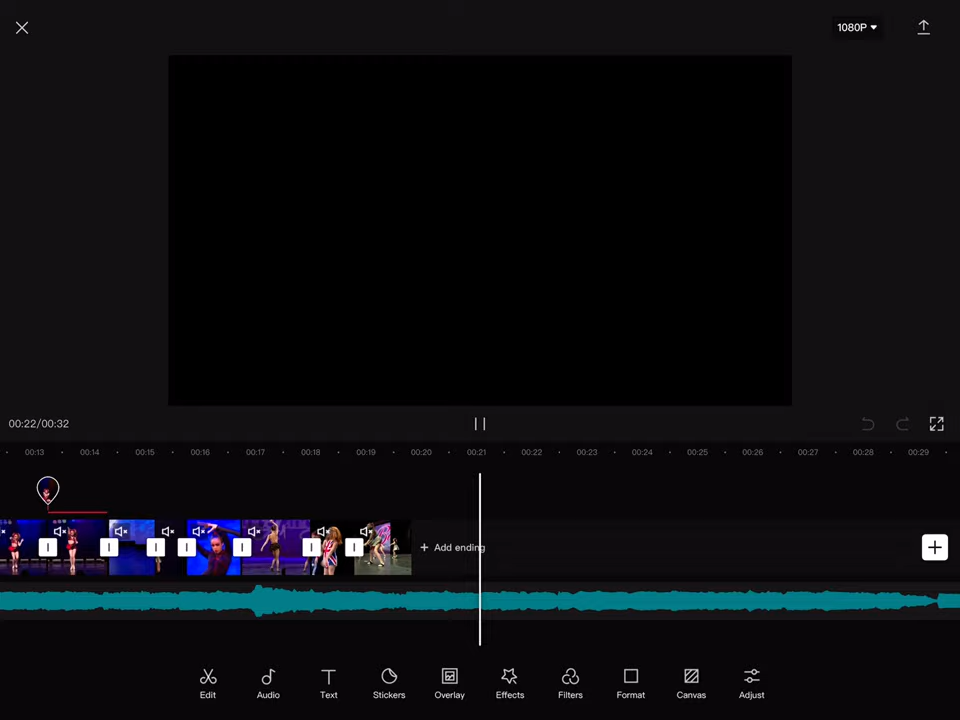 1080P
00:22/00:32
00:13 00:14 00:15 00:16 00:17 00:18 00:19 00:20 00:21 00:22 00:23 00:24 00:25 00:26 00:27 00:28 00:29
+ Add ending
Edit Audio Text Stickers Overlay Effects Filters Format Canvas Adjust